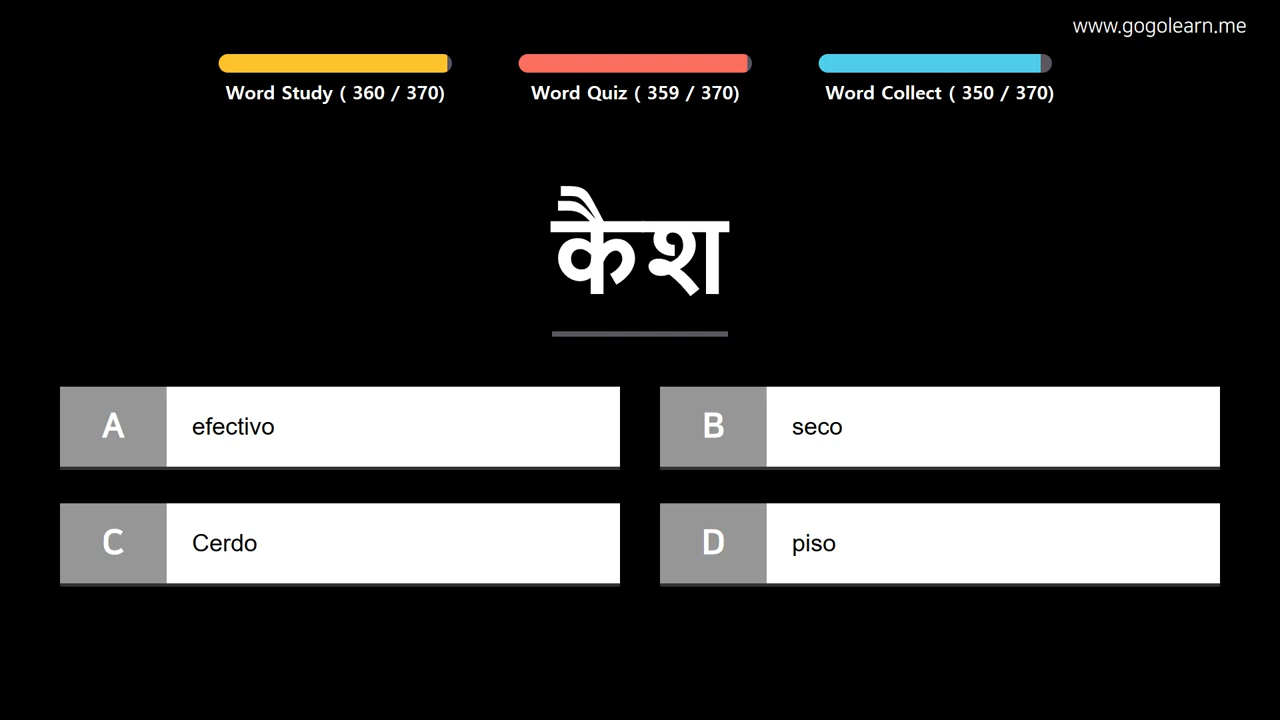 www.gogolearn.me
Word Study ( 360 / 370)
Word Quiz ( 359 / 370)
Word Collect ( 350 / 370)
कैश
A efectivo
B seco
C Cerdo
D piso